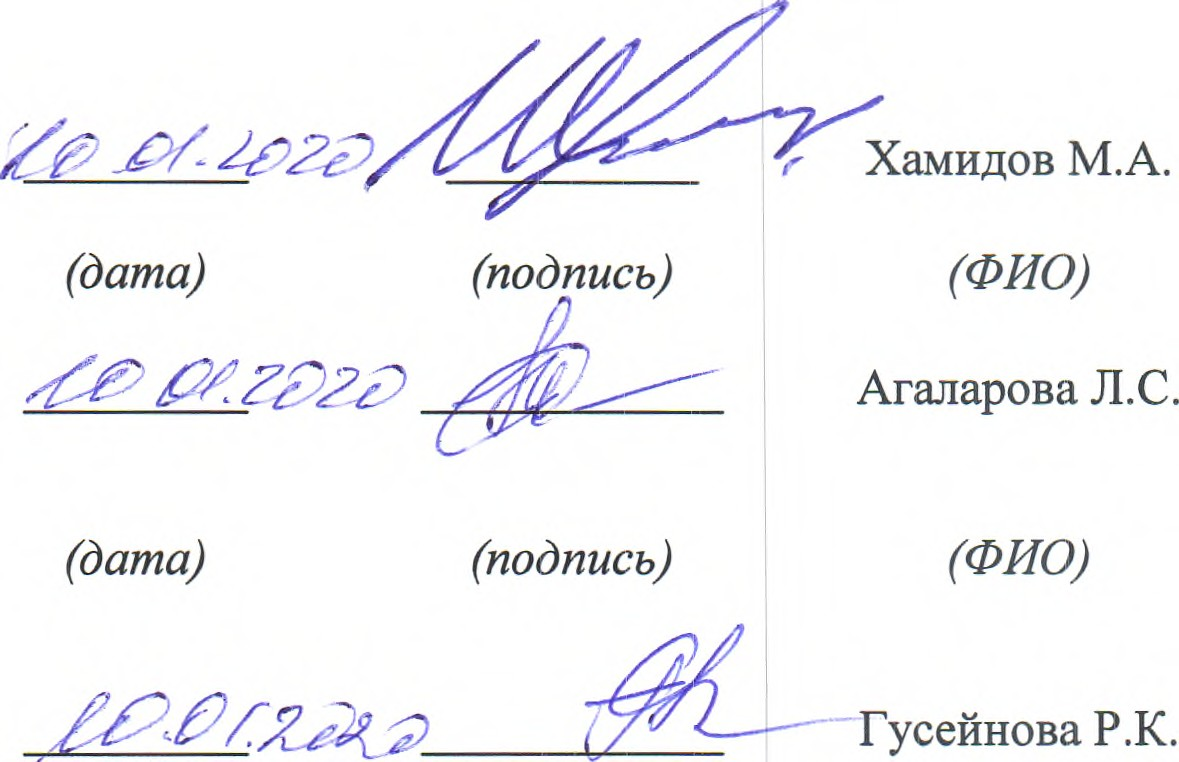 10.01.2020 Хамидов М.А.
(дата) (подпись) (ФИО)
10.01.2020 Агаларова Л.С.
(дата) (подпись) (ФИО)
10.01.2020 Гусейнова Р.К.